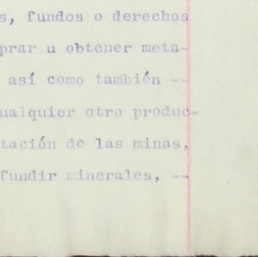 s, fundos o derechos
prar u obtener meta-
así como también --
ualquier otro produc-
tación de las minas,
fundir minerales, --